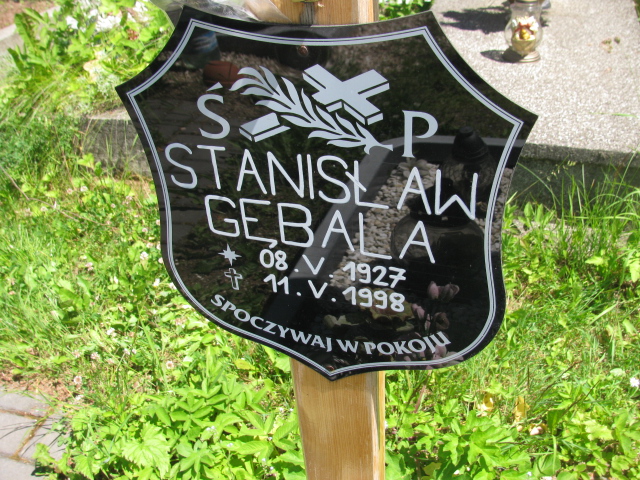 Ś P
STANISŁAW
GĘBALA
08.V.1927
11.V.1998
SPOCZYWAJ W POKOJU